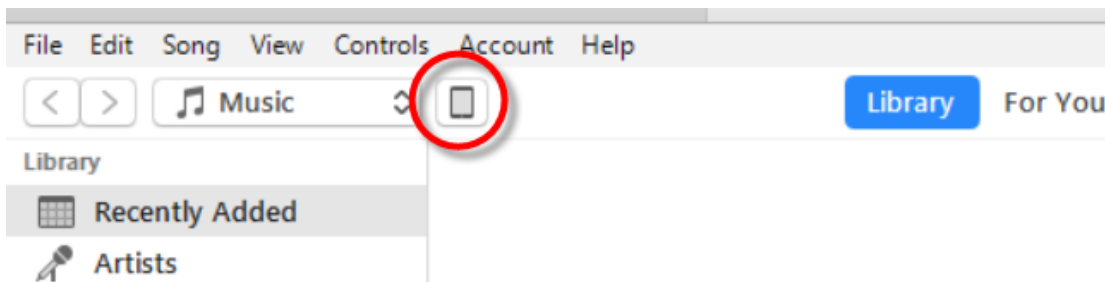 File Edit Song View Controls Account Help
Music Library For You
Library
Recently Added
Artists